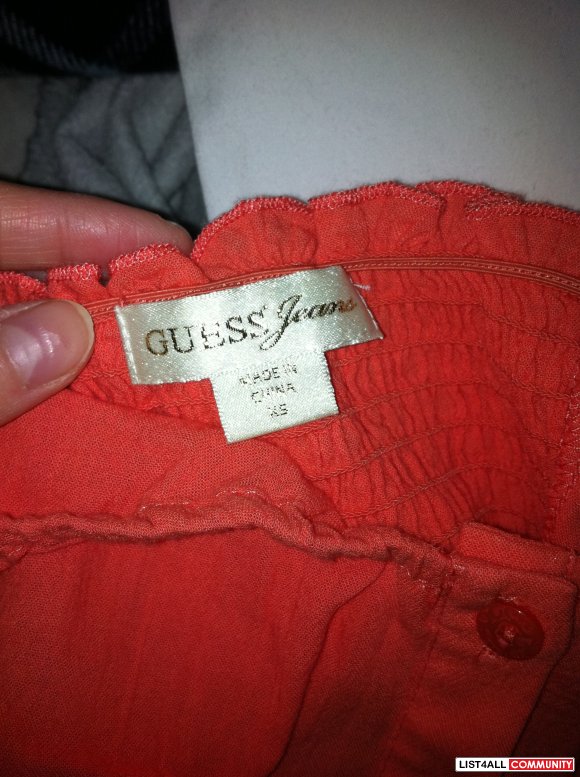 GUESS Jeans
MADE IN
CHINA
XS
LIST4ALL COMMUNITY